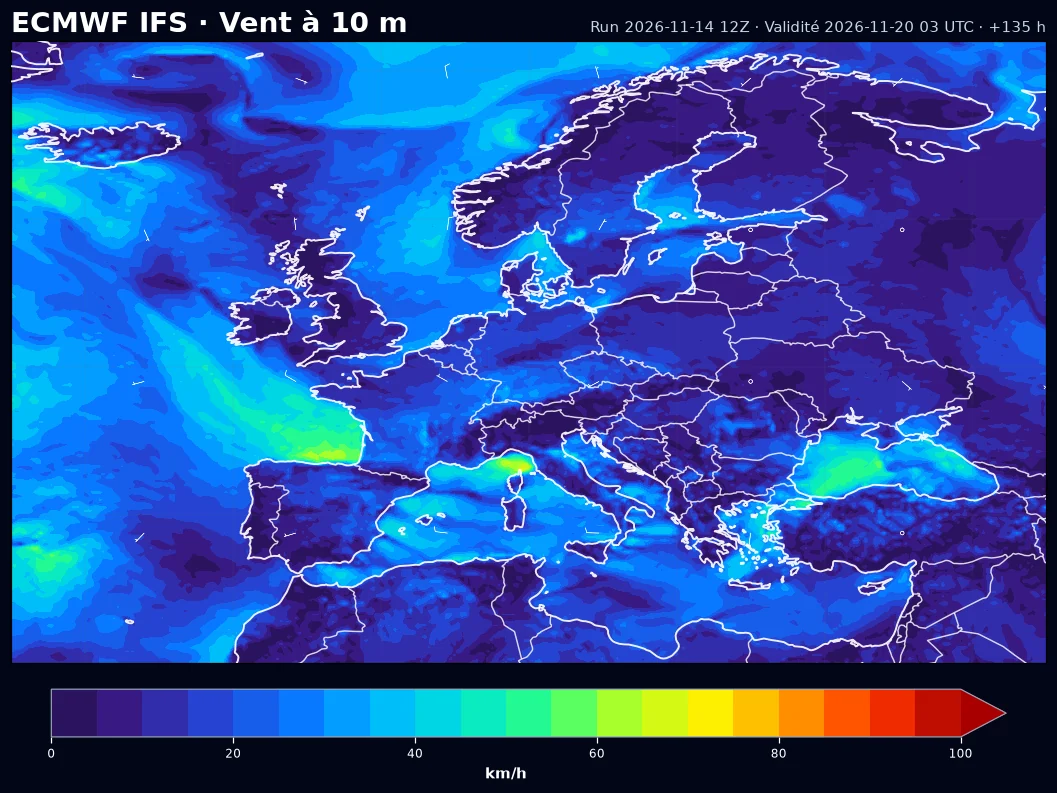 ECMWF IFS · Vent à 10 m
Run 2026-11-14 12Z · Validité 2026-11-20 03 UTC · +135 h
0 20 40 60 80 100
km/h